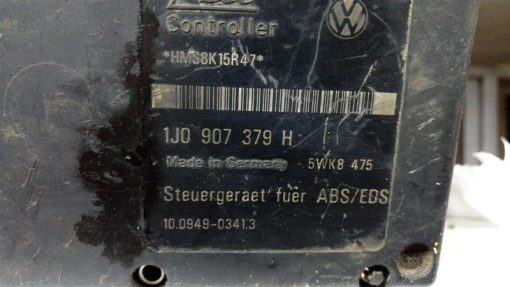 Controller
*HMS8K15R47*
1J0 907 379 H
Made in Germany 5WK8 475
Steuergeraet fuer ABS/EDS
10.0949-0341.3